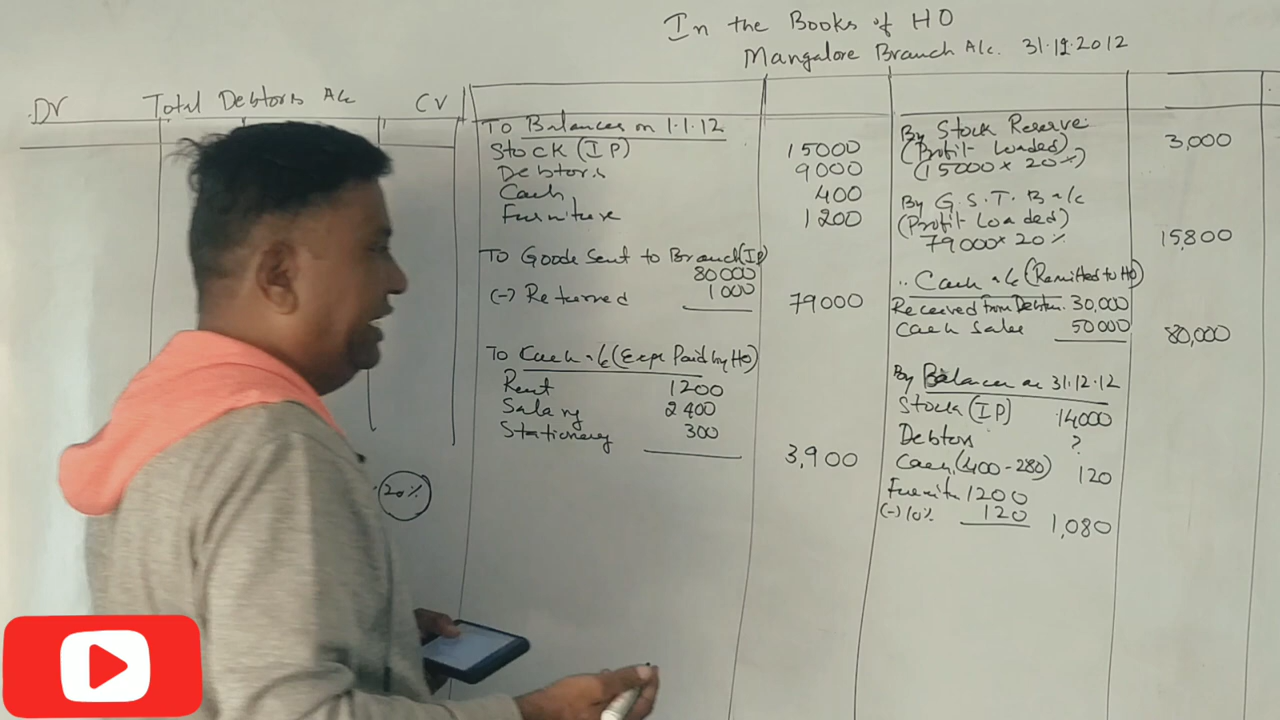 In the Books of HO
Mangalore Branch A/c. 31.12.2012
Dr Total Debtors A/c Cr
To Balances on 1.1.12
Stock (IP) 15000
Debtors 9000
Cash 400
Furniture 1200
To Goods Sent to Branch (IP)
80000
(-) Returned 1000 79000
To Cash a/c (Exps Paid by HO)
Rent 1200
Salary 2400
Stationery 300
3,900
20%
By Stock Reserve
(Profit Loaded)
(15000 x 20%) 3,000
By G.S.T.B a/c
(Profit Loaded)
79000 x 20% 15,800
.. Cash a/c (Remitted to HO)
Received from Debtors 30,000
Cash Sales 50000 80,000
By Balances on 31.12.12
Stock (IP) 14000
Debtors ?
Cash (400-280) 120
Furnitu 1200
(-) 10% 120 1,080